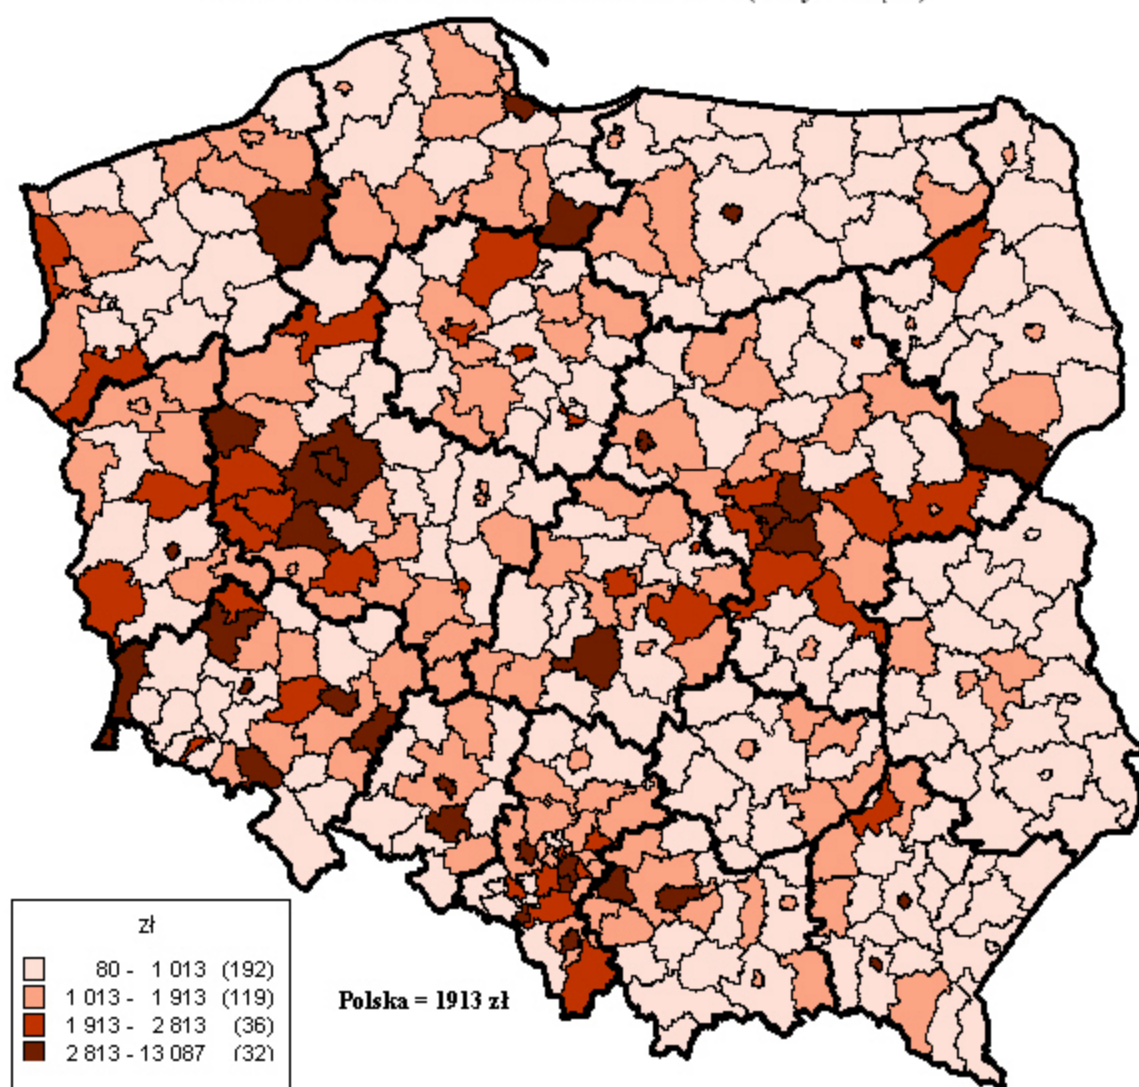 zł
80 - 1 013 (192)
1 013 - 1 913 (119)
1 913 - 2 813 (36)
2 813 - 13 087 (32)
Polska = 1913 zł